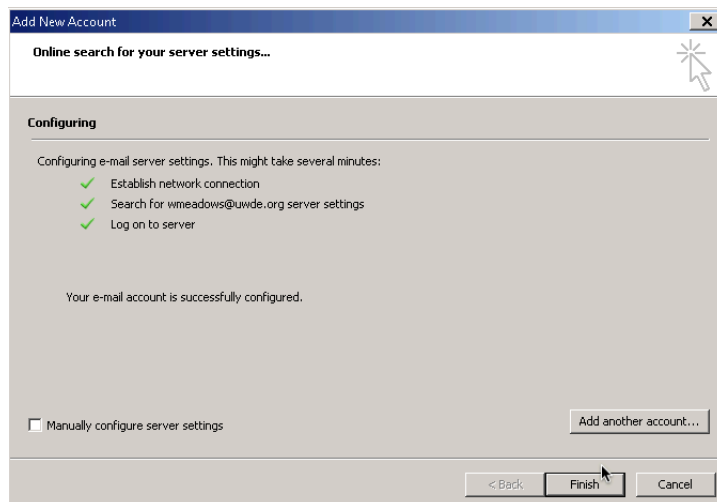 Add New Account
Online search for your server settings...
Configuring
Configuring e-mail server settings. This might take several minutes:
Establish network connection
Search for wmeadows@uwde.org server settings
Log on to server
Your e-mail account is successfully configured.
Manually configure server settings
Add another account...
< Back
Finish
Cancel